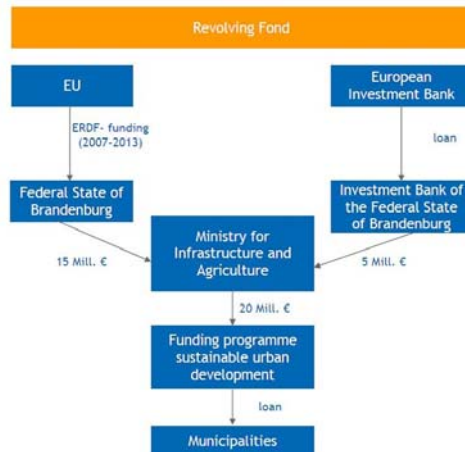 Revolving Fond
EU
European
Investment Bank
ERDF- funding
(2007-2013)
loan
Federal State of
Brandenburg
Investment Bank of
the Federal State
of Brandenburg
Ministry for
Infrastructure and
Agriculture
15 Mill. €
5 Mill. €
20 Mill. €
Funding programme
sustainable urban
development
loan
Municipalities